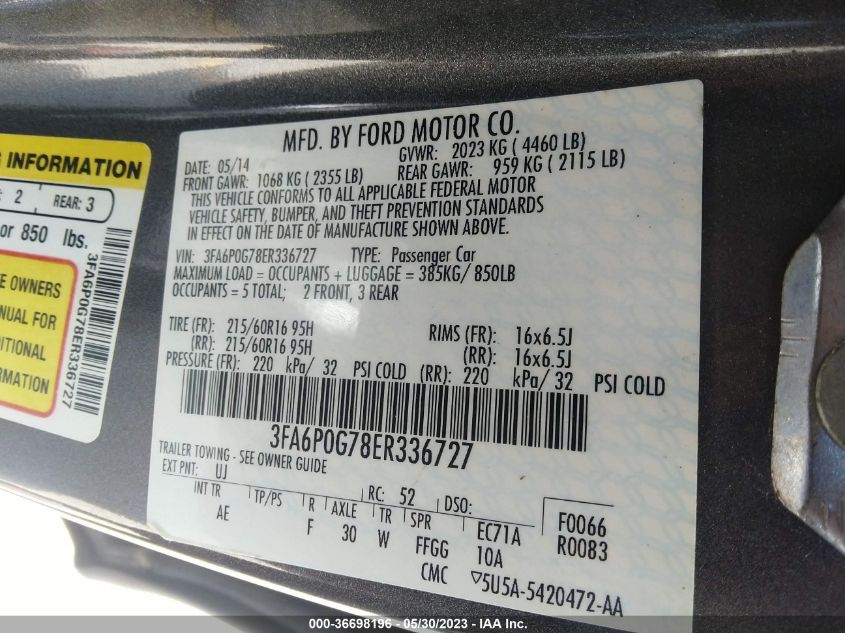 G INFORMATION
2 REAR: 3
or 850 lbs.
E OWNERS
ANUAL FOR
DITIONAL
ORMATION
3FA6P0G78ER336727
MFD. BY FORD MOTOR CO.
DATE: 05/14 GVWR: 2023 KG ( 4460 LB)
FRONT GAWR: 1068 KG ( 2355 LB) REAR GAWR: 959 KG ( 2115 LB)
THIS VEHICLE CONFORMS TO ALL APPLICABLE FEDERAL MOTOR
VEHICLE SAFETY, BUMPER, AND THEFT PREVENTION STANDARDS
IN EFFECT ON THE DATE OF MANUFACTURE SHOWN ABOVE.
VIN: 3FA6P0G78ER336727 TYPE: Passenger Car
MAXIMUM LOAD = OCCUPANTS + LUGGAGE = 385KG/ 850LB
OCCUPANTS = 5 TOTAL; 2 FRONT, 3 REAR
TIRE (FR): 215/60R16 95H RIMS (FR): 16x6.5J
(RR): 215/60R16 95H (RR): 16x6.5J
PRESSURE (FR): 220 kPa/ 32 PSI COLD (RR): 220 kPa/ 32 PSI COLD
3FA6P0G78ER336727
TRAILER TOWING - SEE OWNER GUIDE
EXT PNT: UJ RC: 52 DSO: F0066
INT TR TP/PS R AXLE TR SPR EC71A R0083
AE F 30 W FFGG 10A
CMC ▽5U5A-5420472-AA
000-36698196 - 05/30/2023 - © IAA, LLC